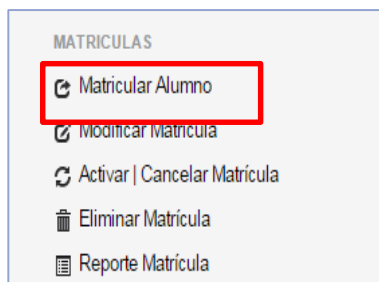 MATRICULAS
Matricular Alumno
Modificar Matrícula
Activar | Cancelar Matrícula
Eliminar Matrícula
Reporte Matrícula